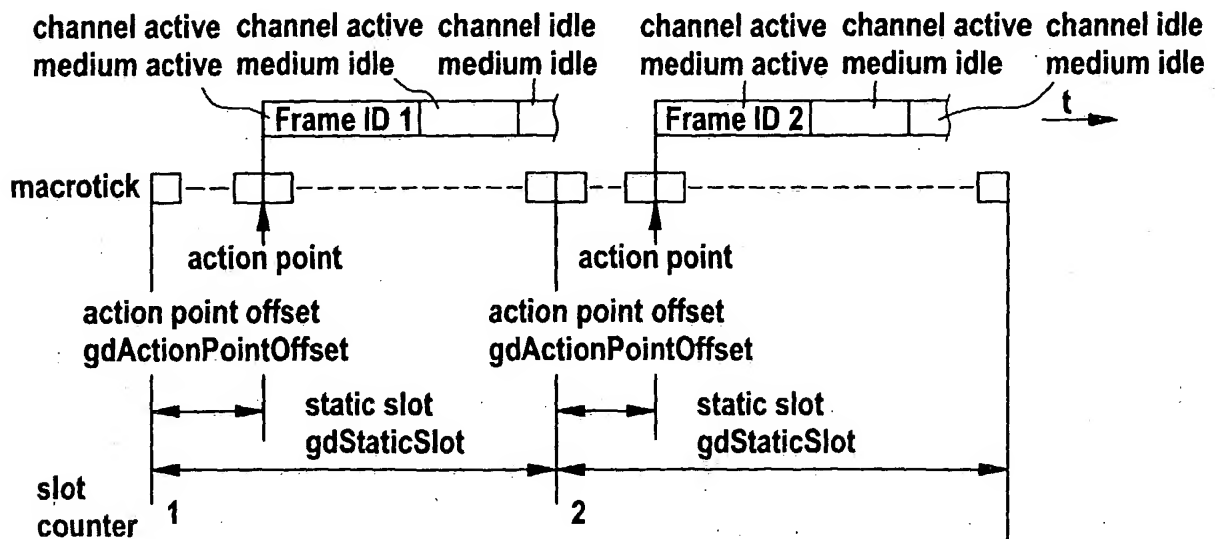 channel active channel active channel idle channel active channel active channel idle
medium active medium idle medium idle medium active medium idle medium idle
Frame ID 1 Frame ID 2 t
macrotick
action point action point
action point offset action point offset
gdActionPointOffset gdActionPointOffset
static slot static slot
gdStaticSlot gdStaticSlot
slot
counter 1 2